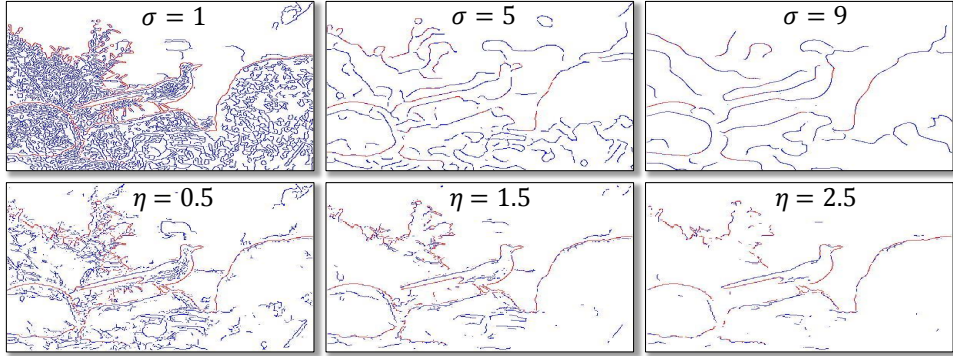 σ = 1
σ = 5
σ = 9
η = 0.5
η = 1.5
η = 2.5